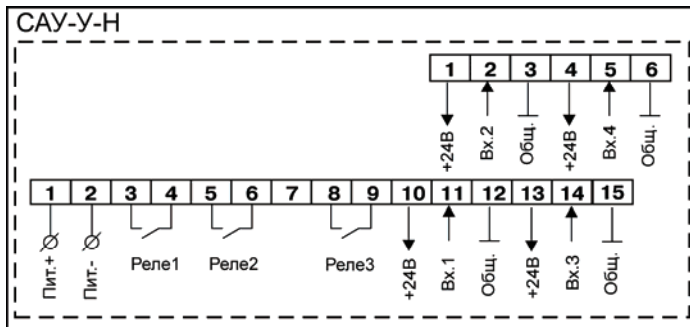 САУ-У-Н
1 2 3 4 5 6
+24В Вх.2 Общ. +24В Вх.4 Общ.
1 2 3 4 5 6 7 8 9 10 11 12 13 14 15
Пит.+ Пит.- Реле1 Реле2 Реле3 +24В Вх.1 Общ. +24В Вх.3 Общ.